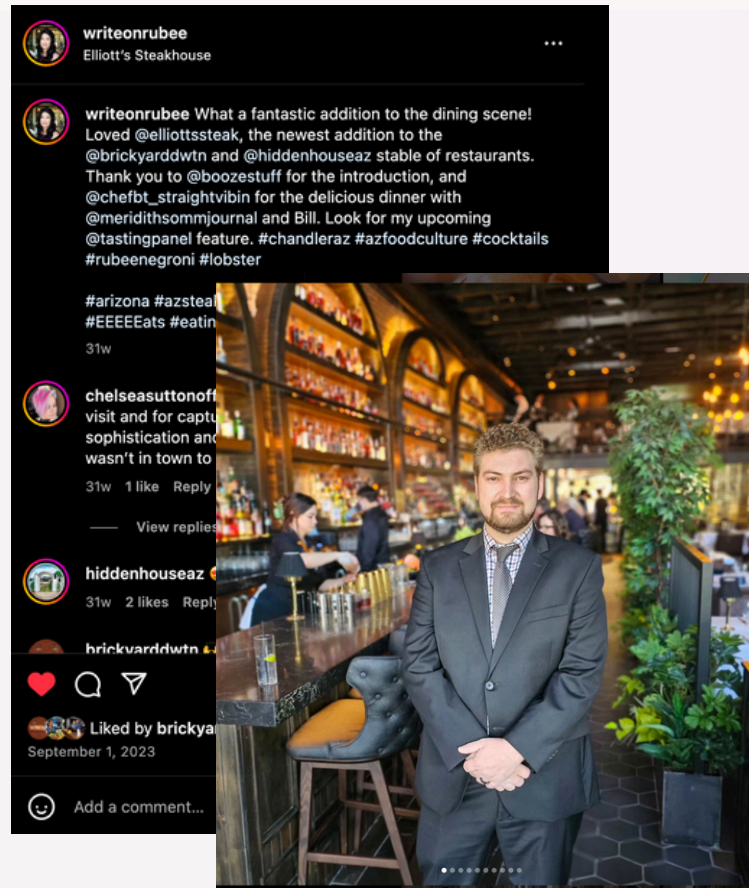 writeonrubee
Elliott's Steakhouse
writeonrubee What a fantastic addition to the dining scene!
Loved @elliottssteak, the newest addition to the
@brickyarddwtn and @hiddenhouseaz stable of restaurants.
Thank you to @boozestuff for the introduction, and
@chefbt_straightvibin for the delicious dinner with
@meridithsommjournal and Bill. Look for my upcoming
@tastingpanel feature. #chandleraz #azfoodculture #cocktails
#rubeenegroni #lobster
#arizona #azsteal
#EEEEEats #eatin
31w
chelseasuttonoff
visit and for captu
sophistication and
wasn't in town to
31w 1 like Reply
View replies
hiddenhouseaz
31w 2 likes Reply
brickyarddwtn
Liked by brickya
September 1, 2023
Add a comment...